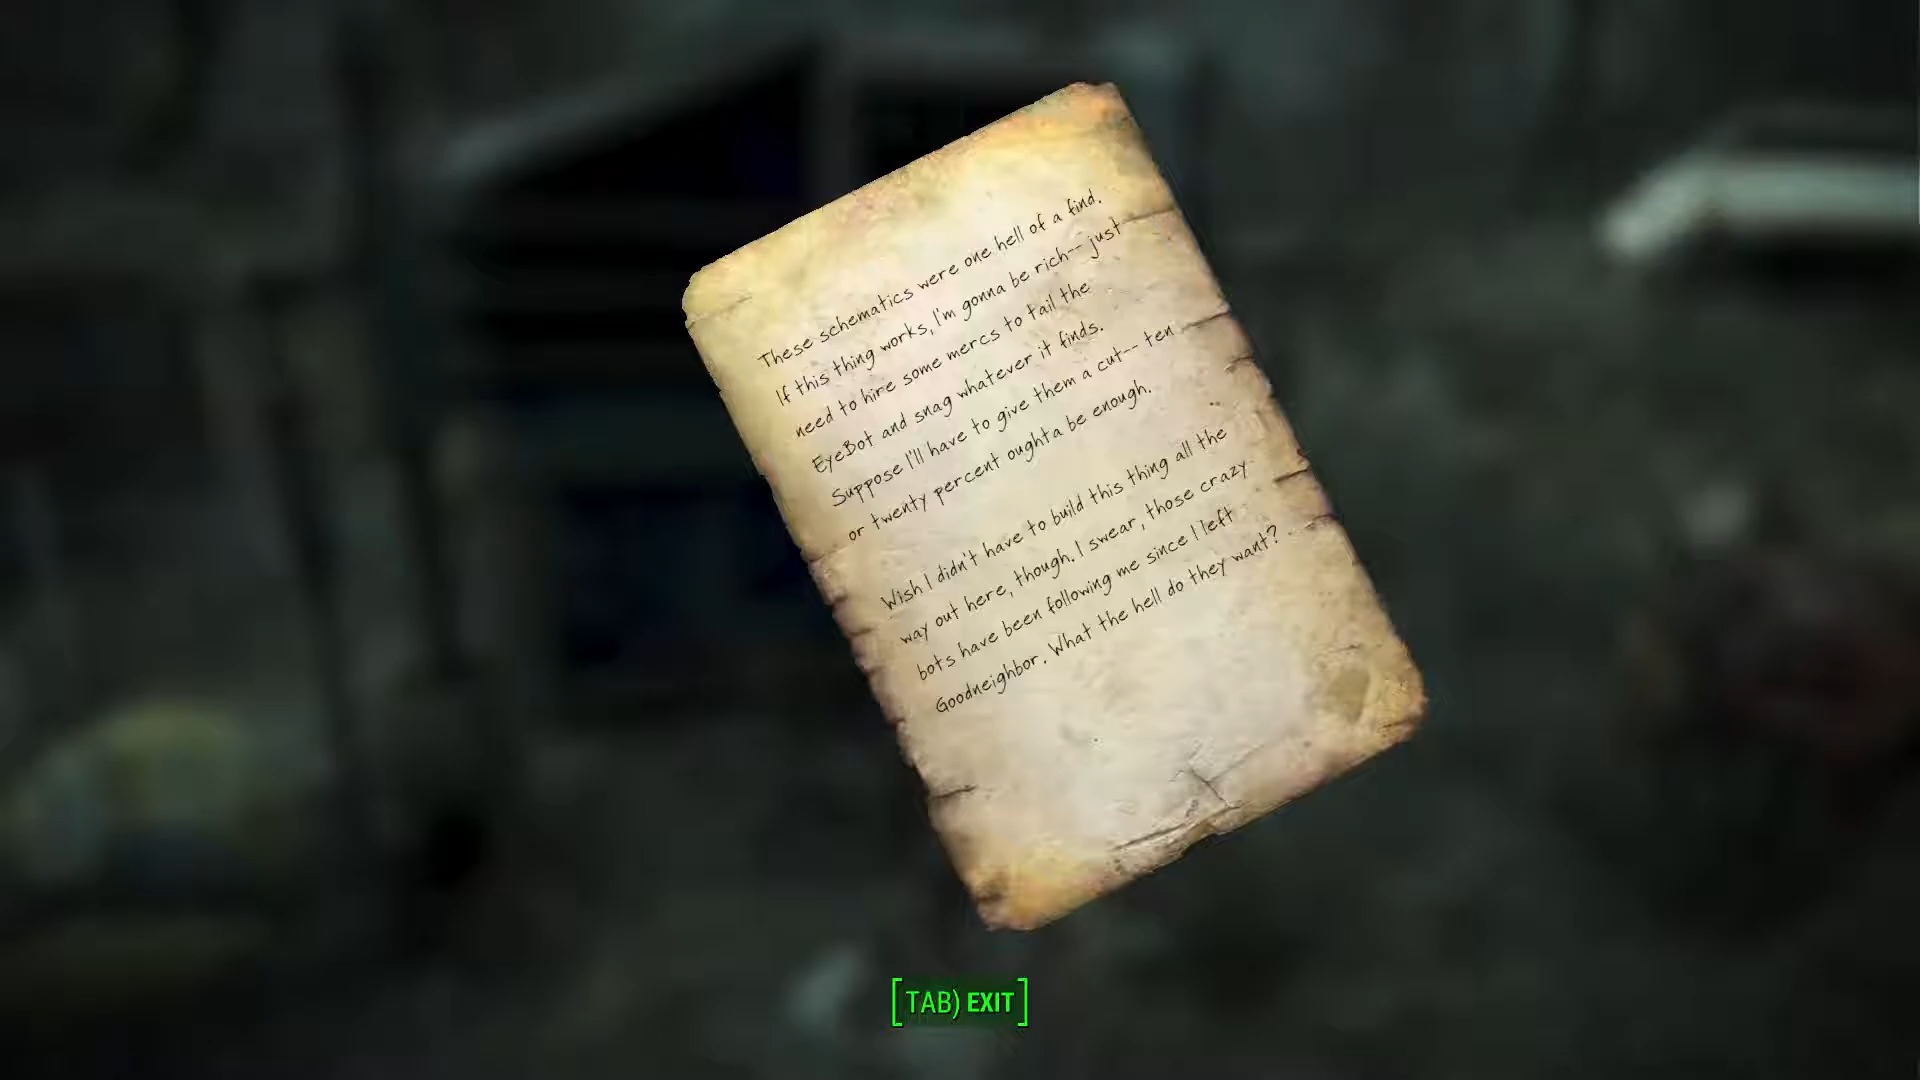 These schematics were one hell of a find.
If this thing works, I'm gonna be rich-- just
need to hire some mercs to tail the
EyeBot and snag whatever it finds.
Suppose I'll have to give them a cut-- ten
or twenty percent oughta be enough.
Wish I didn't have to build this thing all the
way out here, though. I swear, those crazy
bots have been following me since I left
Goodneighbor. What the hell do they want?
[TAB) EXIT]